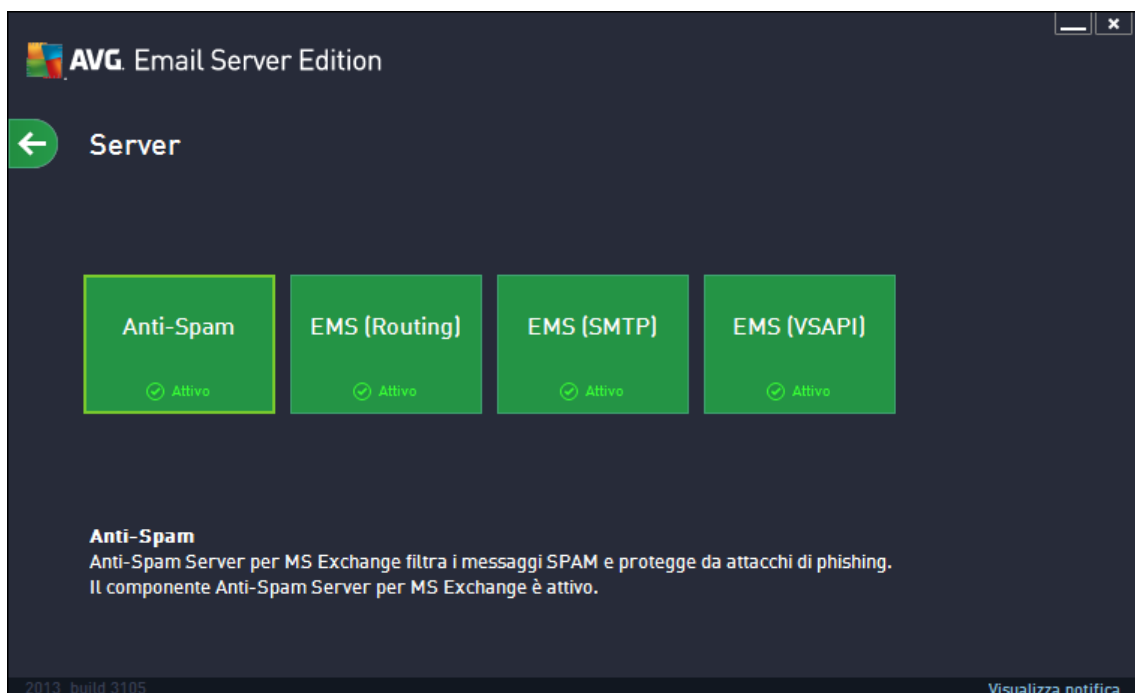 AVG. Email Server Edition
Server
Anti-Spam
Attivo
EMS (Routing)
Attivo
EMS (SMTP)
Attivo
EMS (VSAPI)
Attivo
Anti-Spam
Anti-Spam Server per MS Exchange filtra i messaggi SPAM e protegge da attacchi di phishing.
Il componente Anti-Spam Server per MS Exchange è attivo.
2013 build 3105
Visualizza notifica